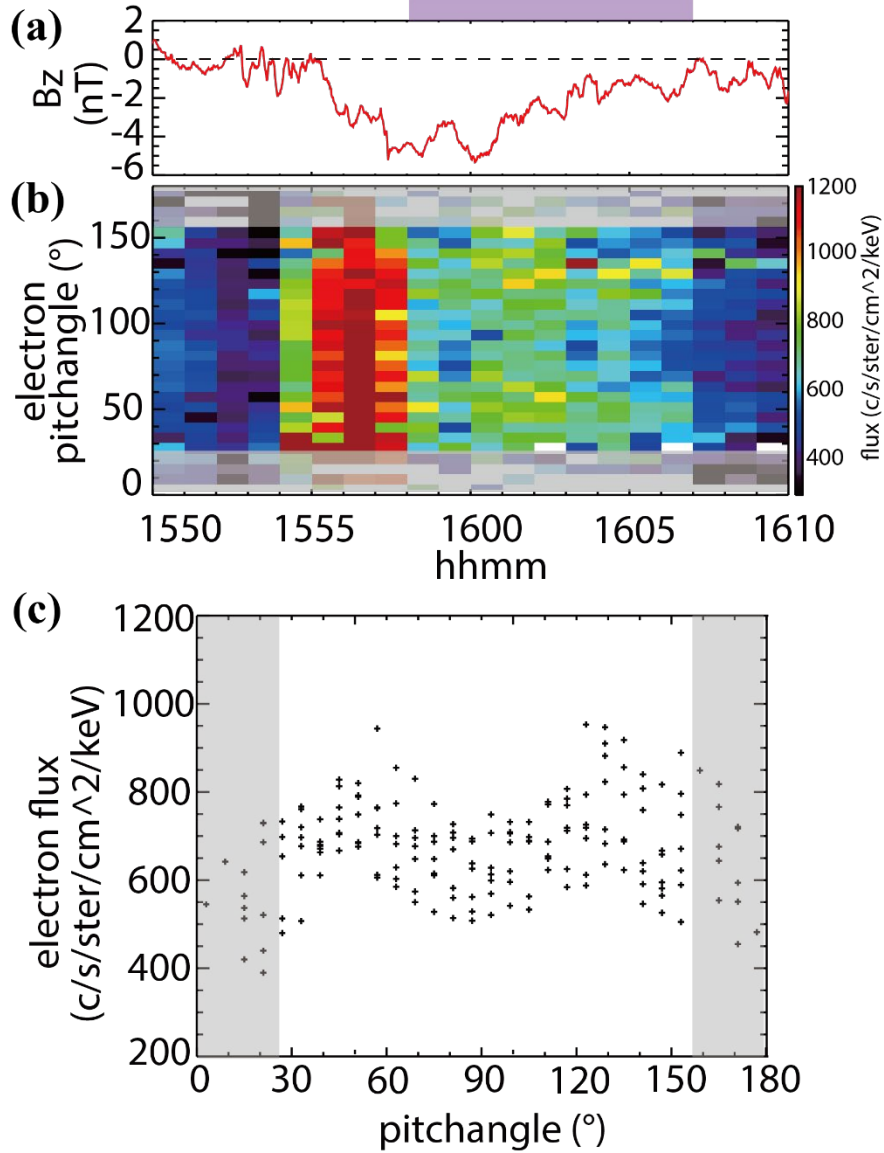 (a)
Bz
(nT)
2
0
-2
-4
-6
(b)
electron
pitchangle (°)
150
100
50
0
1550
1555
1600
1605
1610
hhmm
1200
1000
800
600
400
flux (c/s/ster/cm^2/keV)
(c)
electron flux
(c/s/ster/cm^2/keV)
1200
1000
800
600
400
200
0
30
60
90
120
150
180
pitchangle (°)